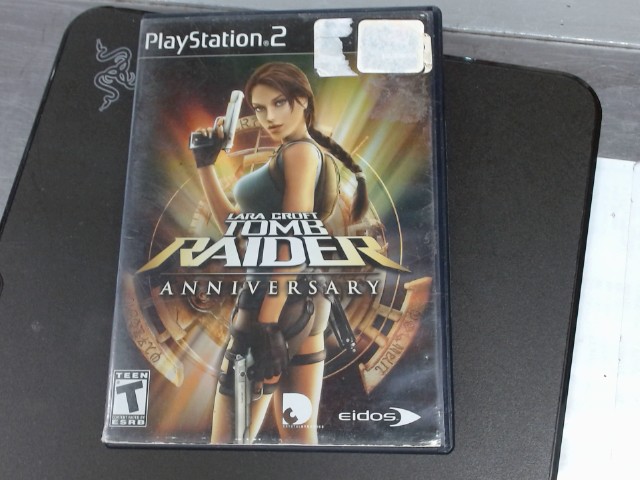 PlayStation.2
LARA CROFT
TOMB
RAIDER
ANNIVERSARY
TEEN
T
ESRB
eidos